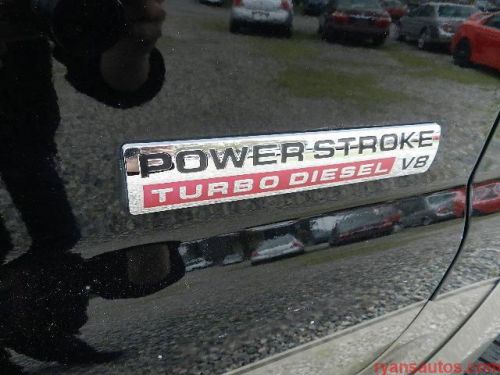 POWER STROKE
TURBO DIESEL V8
ryansautos.com